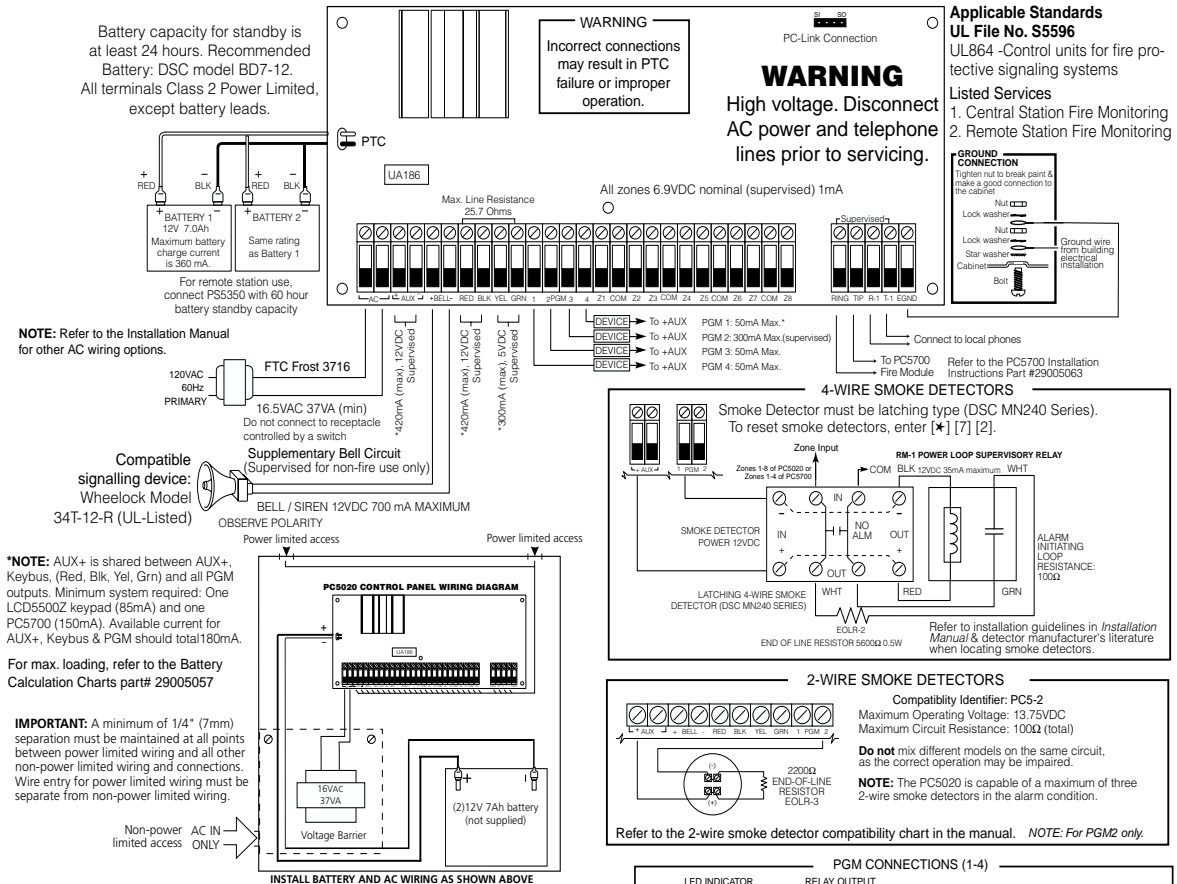 Battery capacity for standby is
at least 24 hours. Recommended
Battery: DSC model BD7-12.
All terminals Class 2 Power Limited,
except battery leads.
WARNING
Incorrect connections
may result in PTC
failure or improper
operation.
SI SO
PC-Link Connection
WARNING
High voltage. Disconnect
AC power and telephone
lines prior to servicing.
Applicable Standards
UL File No. S5596
UL864 -Control units for fire pro-
tective signaling systems
Listed Services
1. Central Station Fire Monitoring
2. Remote Station Fire Monitoring
GROUND
CONNECTION
Tighten nut to break paint &
make a good connection to
the cabinet
Nut
Lock washer
Nut
Lock washer
Star washer
Cabinet
Bolt
Ground wire
from building
electrical
installation
PTC
UA186
+ RED
– BLK
+ RED
– BLK
+ –
BATTERY 1
12V 7.0Ah
Maximum battery
charge current
is 360 mA.
+ –
BATTERY 2
Same rating
as Battery 1
For remote station use,
connect PS5350 with 60 hour
battery standby capacity
Max. Line Resistance
25.7 Ohms
All zones 6.9VDC nominal (supervised) 1mA
Supervised
AC + AUX - +BELL- RED BLK YEL GRN 1 2 PGM 3 4 Z1 COM Z2 Z3 COM Z4 Z5 COM Z6 Z7 COM Z8
RING TIP R-1 T-1 EGND
NOTE: Refer to the Installation Manual
for other AC wiring options.
120VAC
60Hz
PRIMARY
FTC Frost 3716
16.5VAC 37VA (min)
Do not connect to receptacle
controlled by a switch
*420mA (max), 12VDC
Supervised
*420mA (max), 12VDC
Supervised
*300mA (max), 5VDC
Supervised
DEVICE To +AUX PGM 1: 50mA Max.*
DEVICE To +AUX PGM 2: 300mA Max.(supervised)
DEVICE To +AUX PGM 3: 50mA Max.
DEVICE To +AUX PGM 4: 50mA Max.
Connect to local phones
To PC5700
Fire Module
Refer to the PC5700 Installation
Instructions Part #29005063
Supplementary Bell Circuit
(Supervised for non-fire use only)
Compatible
signalling device:
Wheelock Model
34T-12-R (UL-Listed)
BELL / SIREN 12VDC 700 mA MAXIMUM
OBSERVE POLARITY
4-WIRE SMOKE DETECTORS
Smoke Detector must be latching type (DSC MN240 Series).
To reset smoke detectors, enter [★] [7] [2].
+ AUX -
1 PGM 2
Zone Input
Zones 1-8 of PC5020 or
Zones 1-4 of PC5700
COM
RM-1 POWER LOOP SUPERVISORY RELAY
BLK 12VDC 35mA maximum WHT
SMOKE DETECTOR
POWER 12VDC
IN
–
IN
+
NO
ALM
–
OUT
+
OUT
ALARM
INITIATING
LOOP
RESISTANCE:
100Ω
LATCHING 4-WIRE SMOKE
DETECTOR (DSC MN240 SERIES)
WHT
RED
GRN
EOLR-2
END OF LINE RESISTOR 5600Ω 0.5W
Refer to installation guidelines in Installation
Manual & detector manufacturer's literature
when locating smoke detectors.
*NOTE: AUX+ is shared between AUX+,
Keybus, (Red, Blk, Yel, Grn) and all PGM
outputs. Minimum system required: One
LCD5500Z keypad (85mA) and one
PC5700 (150mA). Available current for
AUX+, Keybus & PGM should total180mA.
For max. loading, refer to the Battery
Calculation Charts part# 29005057
IMPORTANT: A minimum of 1/4" (7mm)
separation must be maintained at all points
between power limited wiring and all other
non-power limited wiring and connections.
Wire entry for power limited wiring must be
separate from non-power limited wiring.
Power limited access
Power limited access
PC5020 CONTROL PANEL WIRING DIAGRAM
+
–
16VAC
37VA
Voltage Barrier
+ –
(2)12V 7Ah battery
(not supplied)
Non-power
limited access
AC IN
ONLY
INSTALL BATTERY AND AC WIRING AS SHOWN ABOVE
2-WIRE SMOKE DETECTORS
+ AUX - + BELL - RED BLK YEL GRN 1 PGM 2
(-)
(+)
2200Ω
END-OF-LINE
RESISTOR
EOLR-3
Compatiblity Identifier: PC5-2
Maximum Operating Voltage: 13.75VDC
Maximum Circuit Resistance: 100Ω (total)
Do not mix different models on the same circuit,
as the correct operation may be impaired.
NOTE: The PC5020 is capable of a maximum of three
2-wire smoke detectors in the alarm condition.
Refer to the 2-wire smoke detector compatibility chart in the manual. NOTE: For PGM2 only.
PGM CONNECTIONS (1-4)
LED INDICATOR RELAY OUTPUT